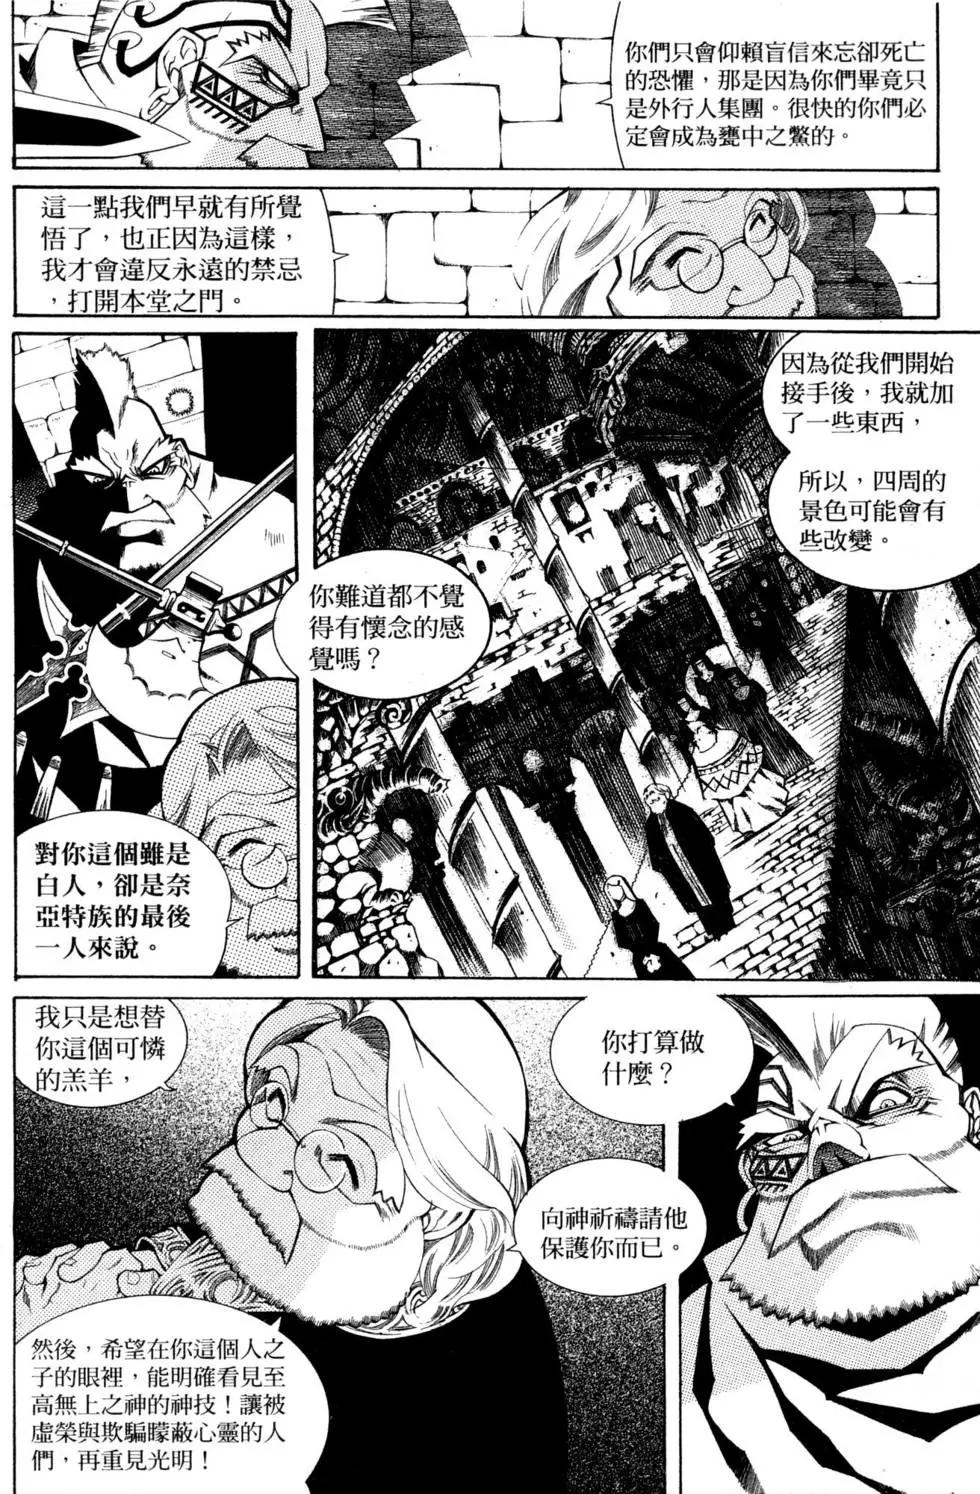 你們只會仰賴盲信來忘卻死亡
的恐懼，那是因為你們畢竟只
是外行人集團。很快的你們必
定會成為甕中之鱉的。
這一點我們早就有所覺
悟了，也正因為這樣，
我才會違反永遠的禁忌
，打開本堂之門。
因為從我們開始
接手後，我就加
了一些東西，
所以，四周的
景色可能會有
些改變。
你難道都不覺
得有懷念的感
覺嗎？
對你這個雖是
白人，卻是奈
亞特族的最後
一人來說。
我只是想替
你這個可憐
的羔羊，
你打算做
什麼？
向神祈禱請他
保護你而已。
然後，希望在你這個人之
子的眼裡，能明確看見至
高無上之神的神技！讓被
虛榮與欺騙矇蔽心靈的人
們，再重見光明！